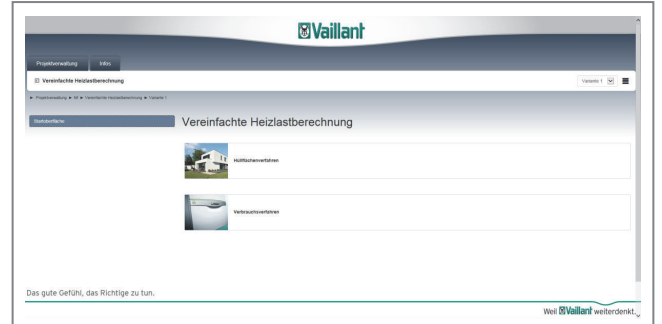 Vaillant
Projektverwaltung Infos
Vereinfachte Heizlastberechnung
Variante 1
Startoberfläche
Vereinfachte Heizlastberechnung
Hüllflächenverfahren
Verbrauchsverfahren
Das gute Gefühl, das Richtige zu tun.
Weil Vaillant weiterdenkt.